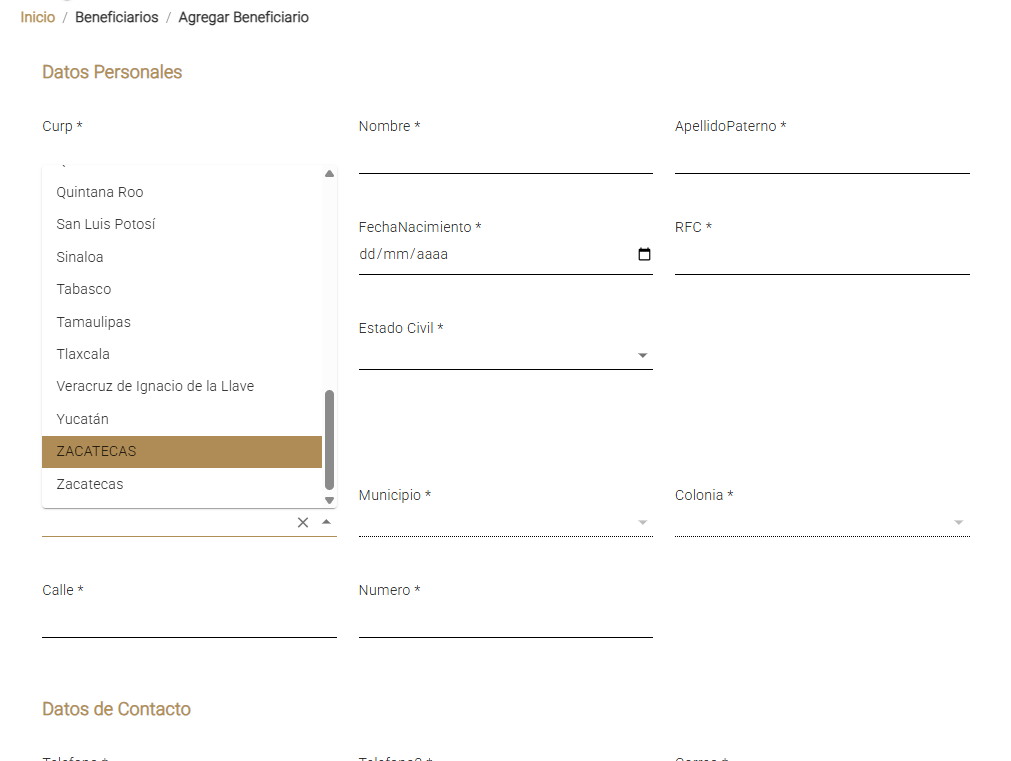 Inicio / Beneficiarios / Agregar Beneficiario
Datos Personales
Curp *
Nombre *
ApellidoPaterno *
Quintana Roo
San Luis Potosí
Sinaloa
Tabasco
Tamaulipas
Tlaxcala
Veracruz de Ignacio de la Llave
Yucatán
ZACATECAS
Zacatecas
FechaNacimiento *
dd/mm/aaaa
RFC *
Estado Civil *
Municipio *
Colonia *
Calle *
Numero *
Datos de Contacto